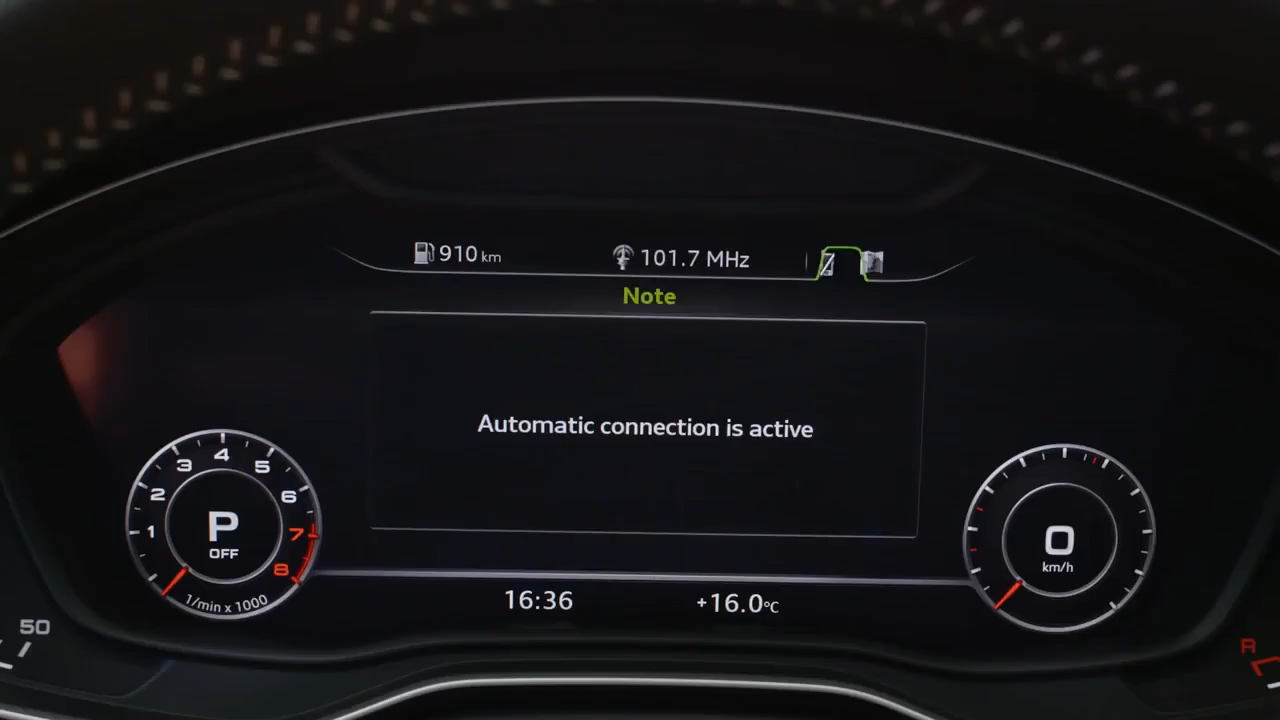 910 km
101.7 MHz
Note
Automatic connection is active
1 2 3 4 5 6 7 8
P
OFF
1/min x 1000
0
km/h
16:36
+16.0°C
50
R